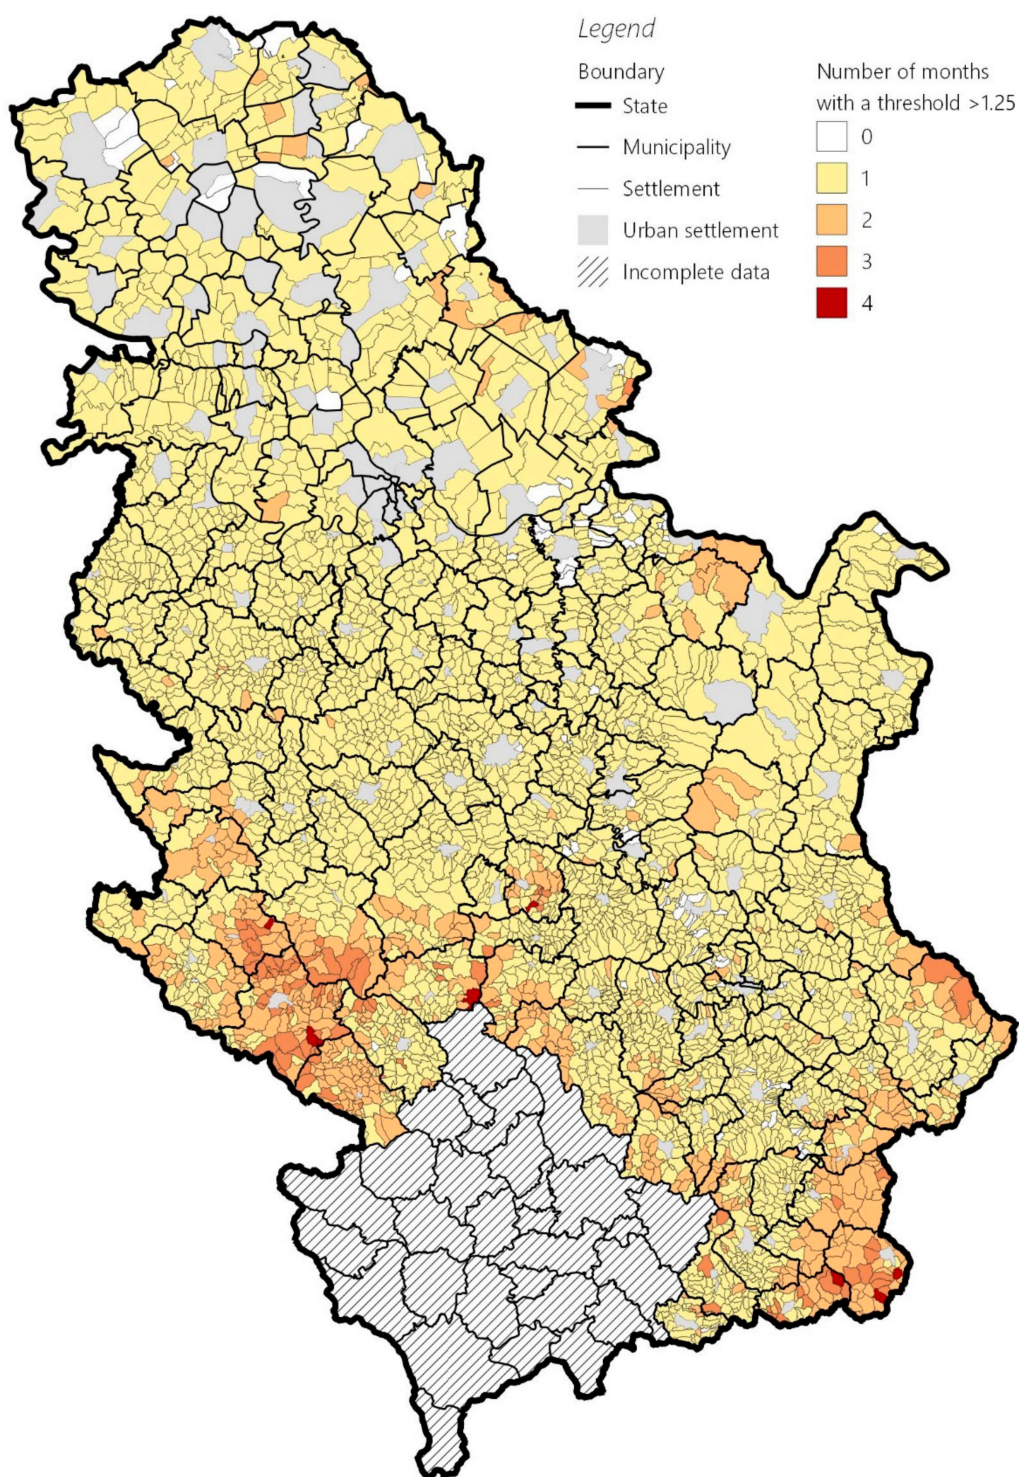 Legend
Boundary
State
Municipality
Settlement
Urban settlement
Incomplete data
Number of months
with a threshold >1.25
0
1
2
3
4